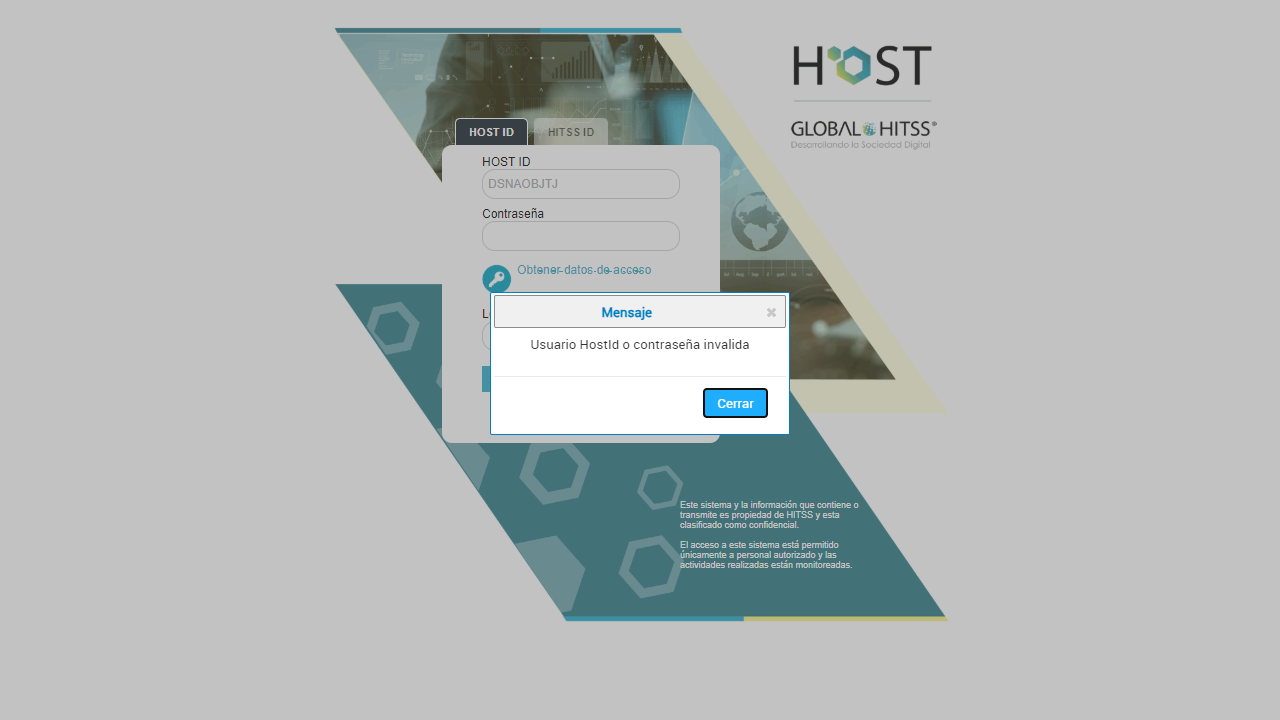 HOST
GLOBAL HITSS®
Desarrollando la Sociedad Digital
HOST ID
HITSS ID
HOST ID
DSNAOBJTJ
Contraseña
Obtener datos de acceso
Mensaje
Usuario HostId o contraseña invalida
Cerrar
Este sistema y la información que contiene o
transmite es propiedad de HITSS y esta
clasificado como confidencial.
El acceso a este sistema está permitido
únicamente a personal autorizado y las
actividades realizadas están monitoreadas.